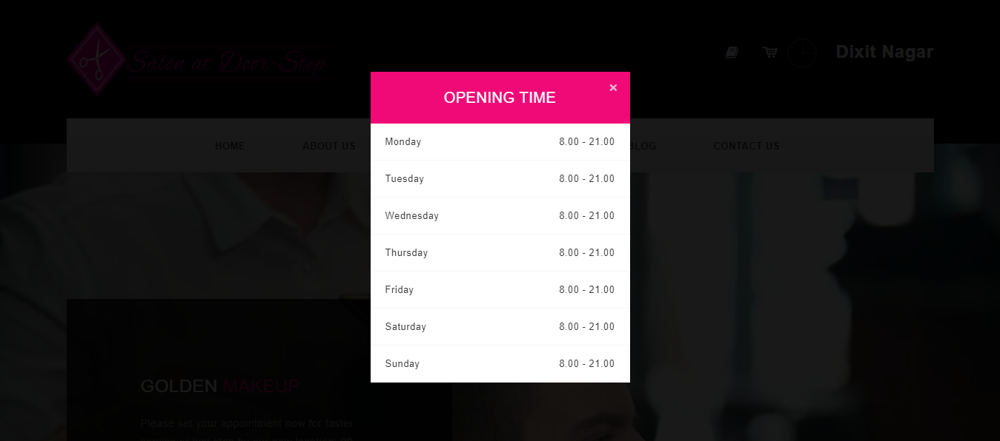 Salon at Door-Step
Dixit Nagar
OPENING TIME ×
HOME ABOUT US BLOG CONTACT US
Monday 8.00 - 21.00
Tuesday 8.00 - 21.00
Wednesday 8.00 - 21.00
Thursday 8.00 - 21.00
Friday 8.00 - 21.00
Saturday 8.00 - 21.00
Sunday 8.00 - 21.00
GOLDEN MAKEUP
Please set your appointment now for faster